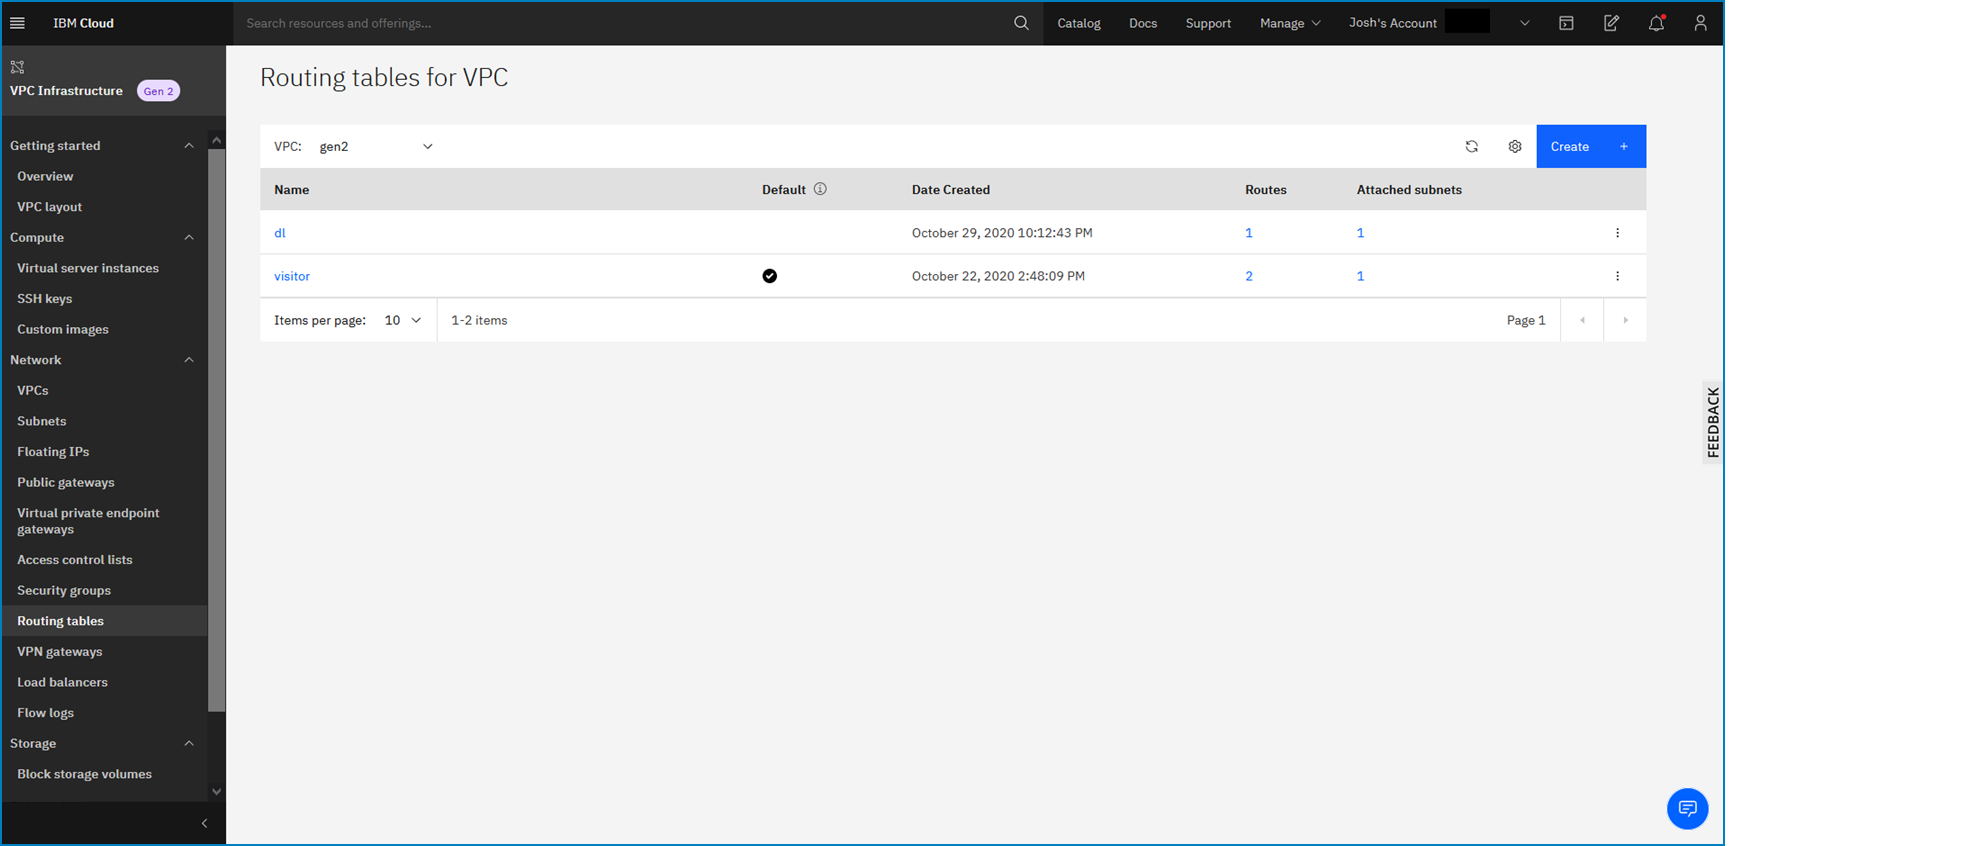 IBM Cloud
Search resources and offerings...
Catalog
Docs
Support
Manage
Josh's Account
VPC Infrastructure
Gen 2
Getting started
Overview
VPC layout
Compute
Virtual server instances
SSH keys
Custom images
Network
VPCs
Subnets
Floating IPs
Public gateways
Virtual private endpoint
gateways
Access control lists
Security groups
Routing tables
VPN gateways
Load balancers
Flow logs
Storage
Block storage volumes
Routing tables for VPC
VPC: gen2
Create +
Name Default Date Created Routes Attached subnets
dl October 29, 2020 10:12:43 PM 1 1
visitor October 22, 2020 2:48:09 PM 2 1
Items per page: 10 1-2 items Page 1
FEEDBACK